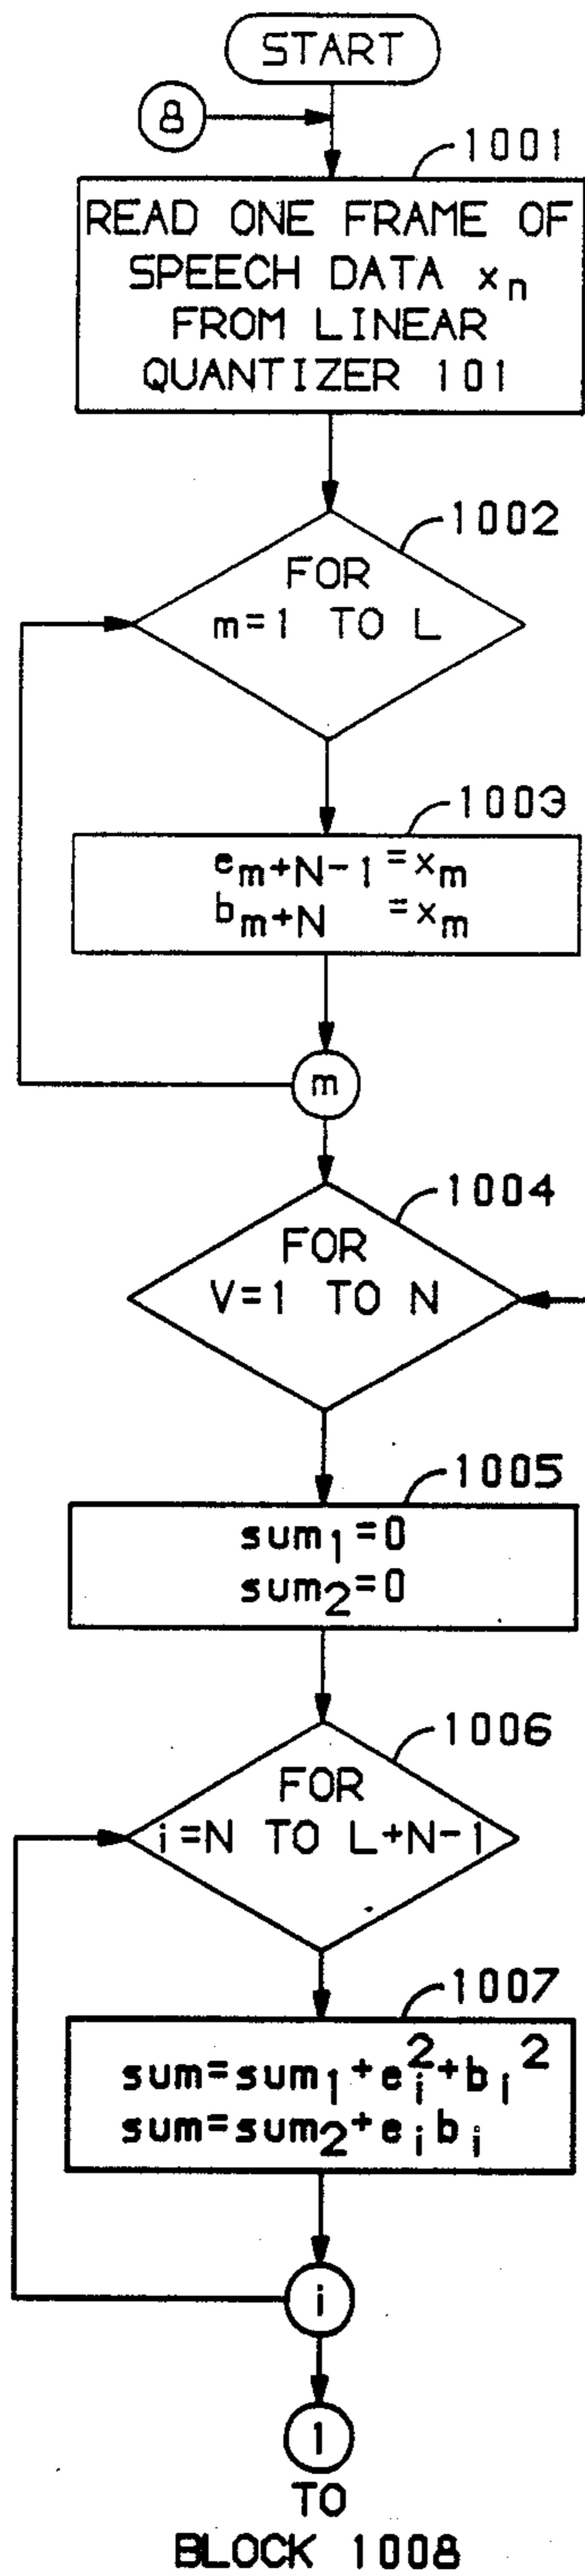 START
8
1001
READ ONE FRAME OF
SPEECH DATA xₙ
FROM LINEAR
QUANTIZER 101
1002
FOR
m=1 TO L
1003
eₘ₊N₋₁=xₘ
bₘ₊N =xₘ
m
1004
FOR
V=1 TO N
1005
sum₁=0
sum₂=0
1006
FOR
i=N TO L+N-1
1007
sum=sum₁+eᵢ²+bᵢ²
sum=sum₂+eᵢbᵢ
i
1
TO
BLOCK 1008